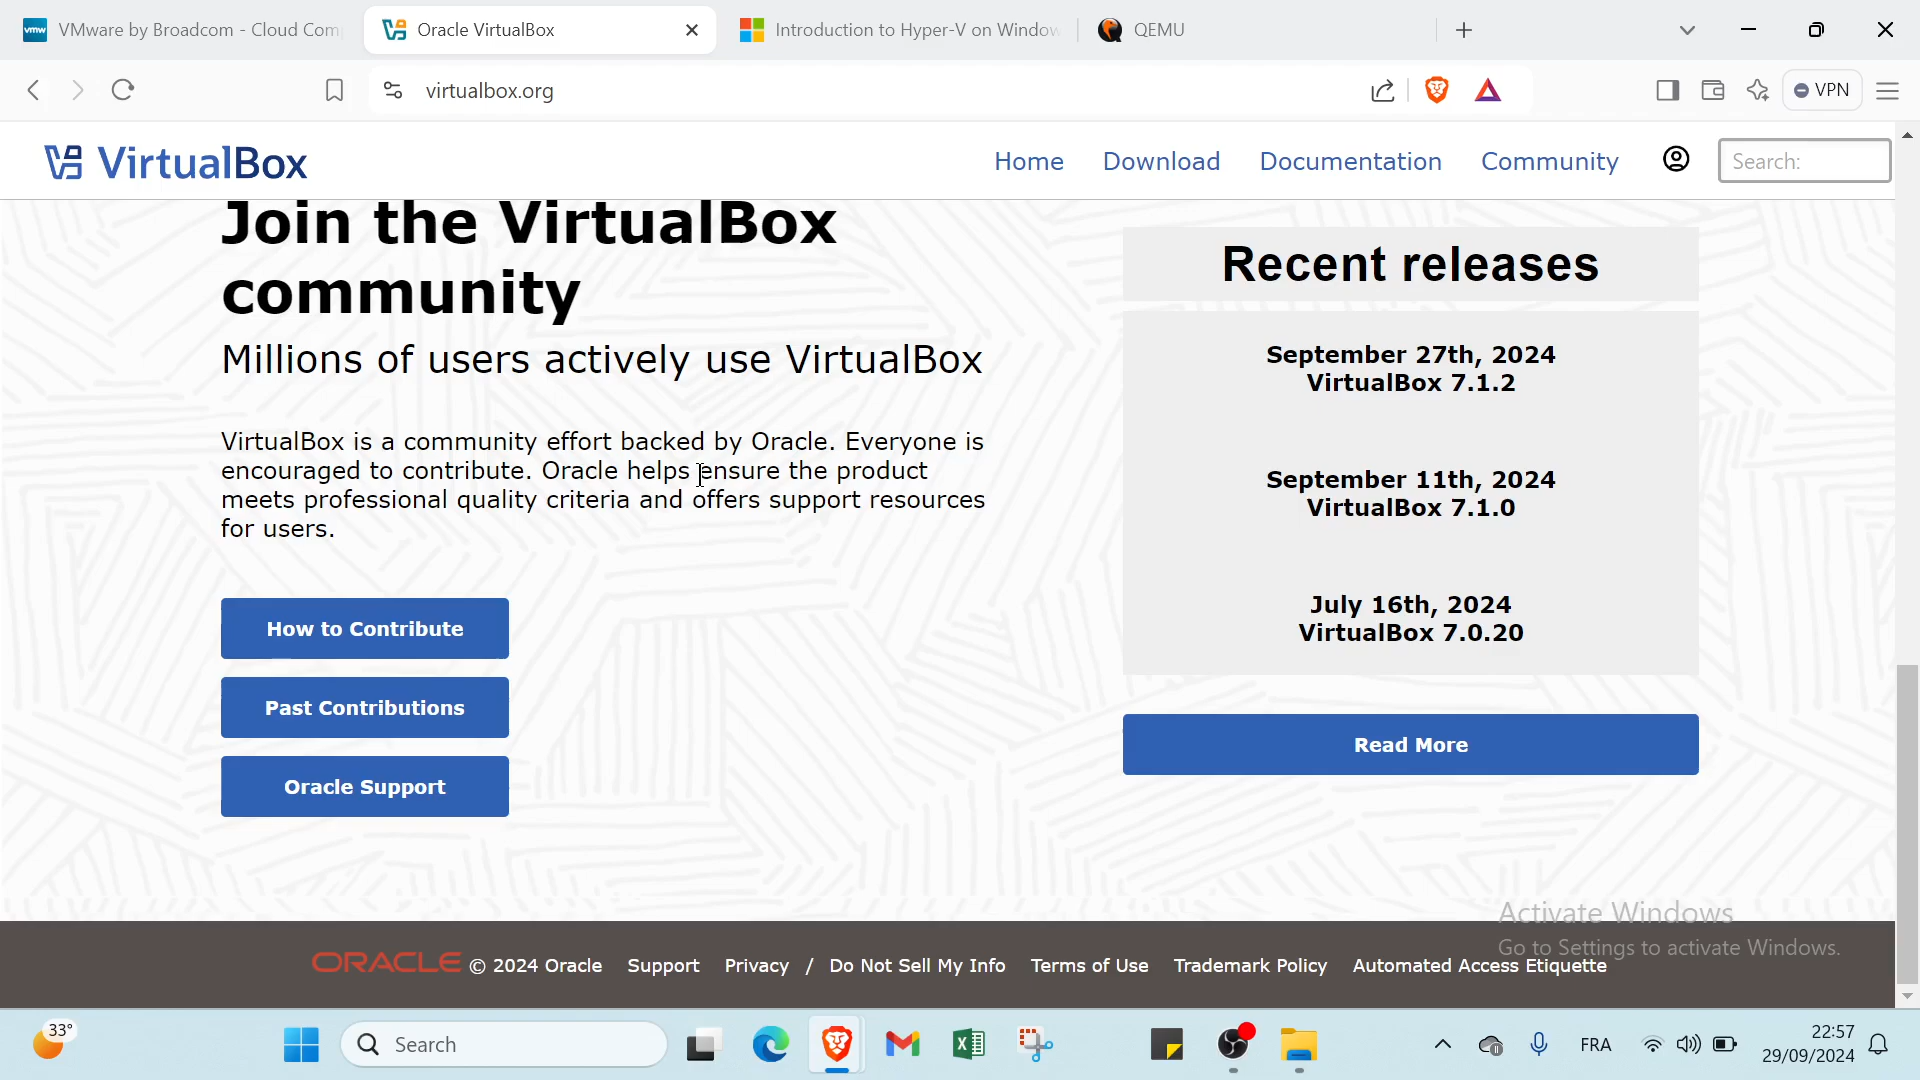 VMware by Broadcom - Cloud Com
Oracle VirtualBox
Introduction to Hyper-V on Window
QEMU
virtualbox.org
VPN
VirtualBox
Home
Download
Documentation
Community
Search:
Join the VirtualBox
community
Millions of users actively use VirtualBox
VirtualBox is a community effort backed by Oracle. Everyone is
encouraged to contribute. Oracle helps ensure the product
meets professional quality criteria and offers support resources
for users.
How to Contribute
Past Contributions
Oracle Support
Recent releases
September 27th, 2024
VirtualBox 7.1.2
September 11th, 2024
VirtualBox 7.1.0
July 16th, 2024
VirtualBox 7.0.20
Read More
Activate Windows
Go to Settings to activate Windows.
ORACLE © 2024 Oracle Support Privacy / Do Not Sell My Info Terms of Use Trademark Policy Automated Access Etiquette
33°
Search
FRA
22:57
29/09/2024